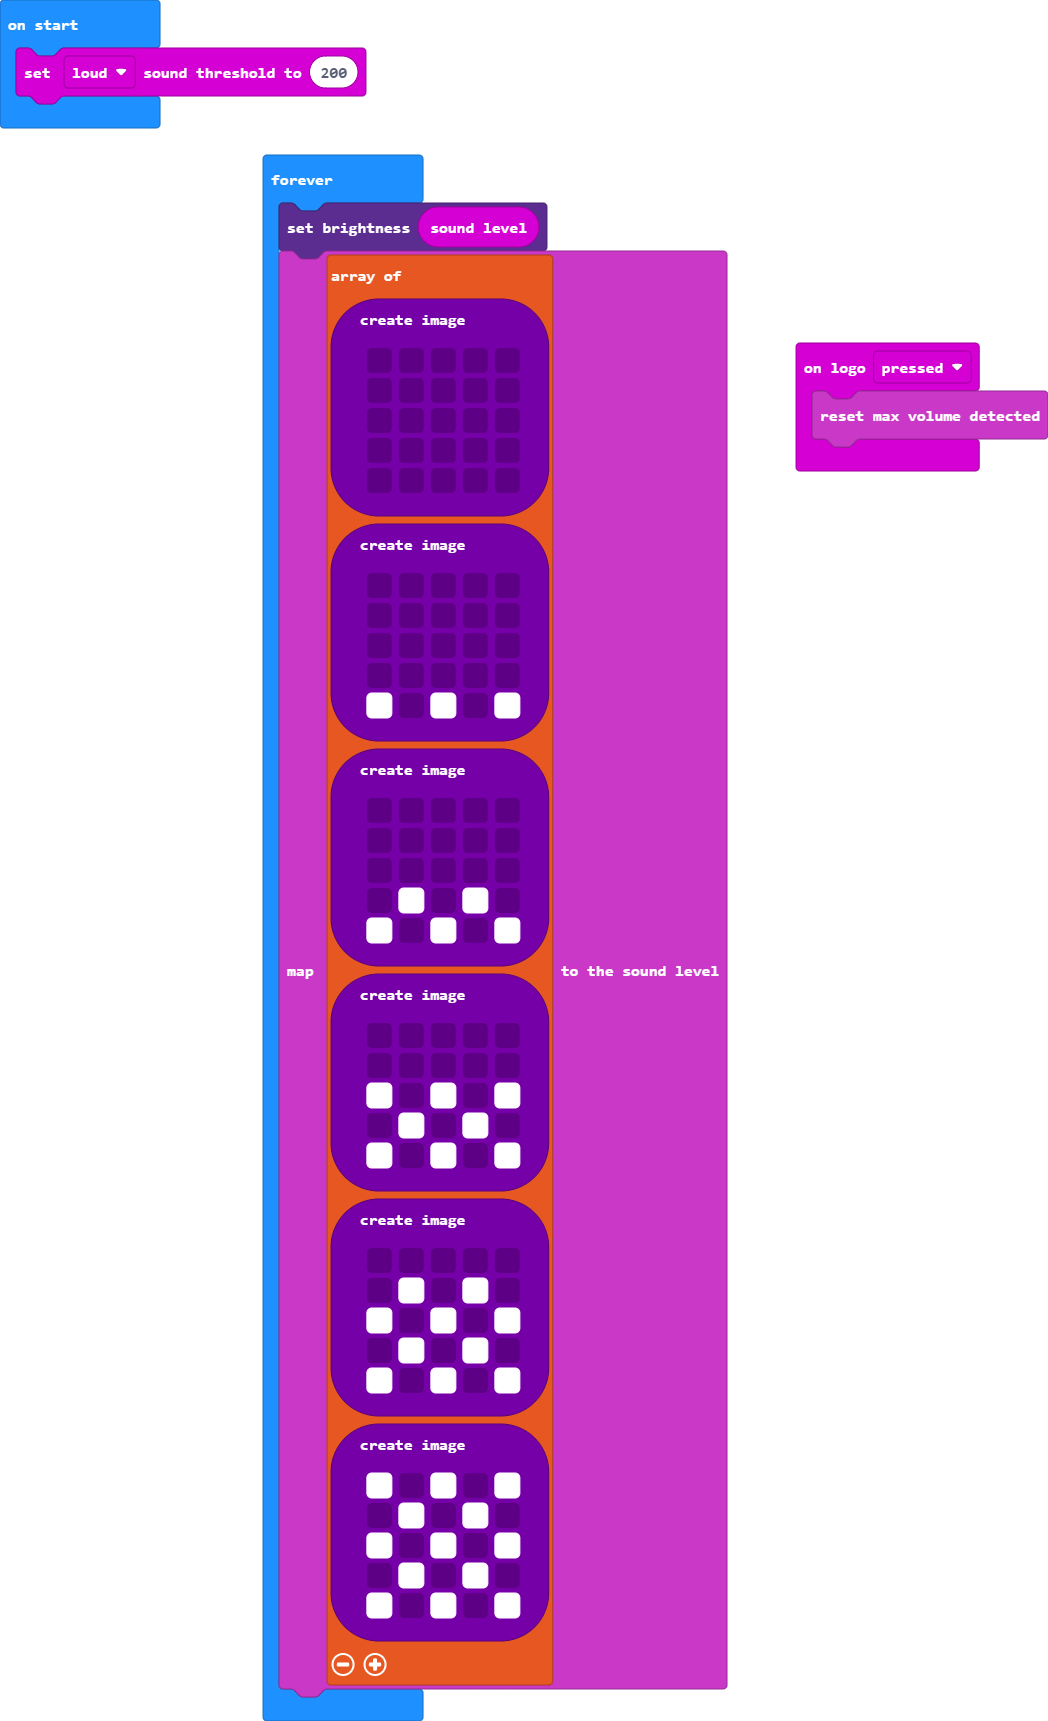 on start
set loud sound threshold to 200
forever
set brightness sound level
array of
create image
create image
create image
map to the sound level
create image
create image
create image
on logo pressed
reset max volume detected